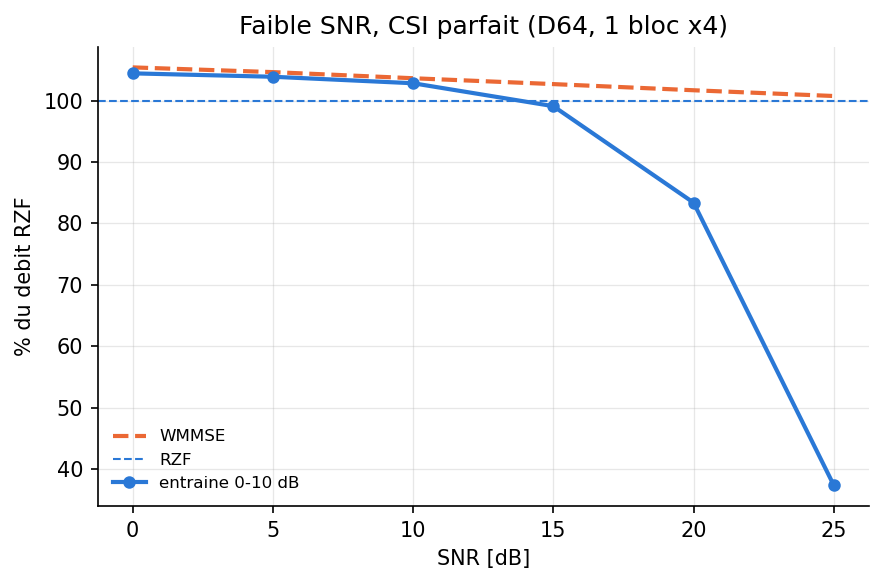 Faible SNR, CSI parfait (D64, 1 bloc x4)
% du debit RZF
100
90
80
70
60
50
40
WMMSE
RZF
entraine 0-10 dB
0 5 10 15 20 25
SNR [dB]